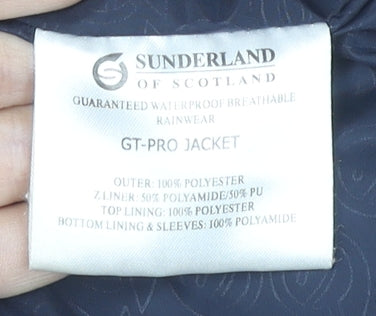 SUNDERLAND
OF SCOTLAND
GUARANTEED WATERPROOF BREATHABLE
RAINWEAR
GT-PRO JACKET
OUTER: 100% POLYESTER
Z LINER: 50% POLYAMIDE/50% PU
TOP LINING: 100% POLYESTER
BOTTOM LINING & SLEEVES: 100% POLYAMIDE